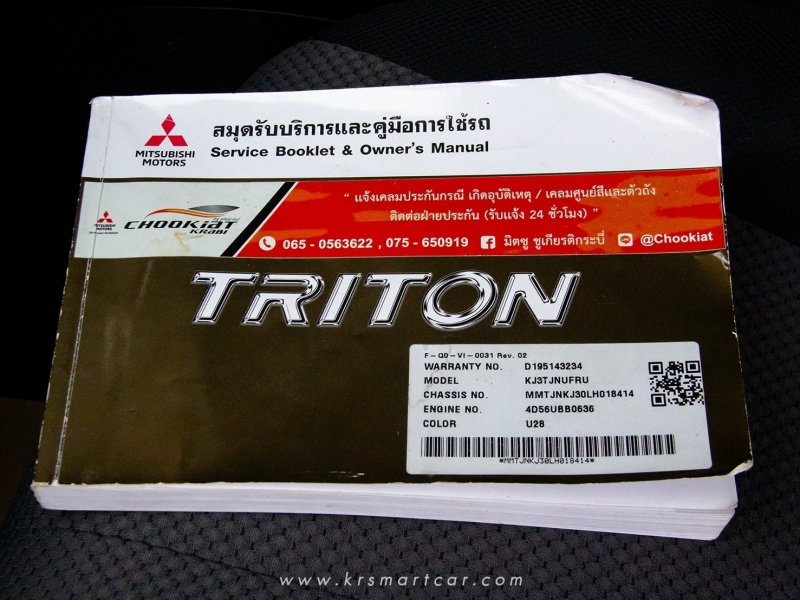 สมุดรับบริการและคู่มือการใช้รถ
Service Booklet & Owner's Manual
MITSUBISHI
MOTORS
“ แจ้งเคลมประกันกรณี เกิดอุบัติเหตุ / เคลมศูนย์สีและตัวถัง
ติดต่อฝ่ายประกัน (รับแจ้ง 24 ชั่วโมง) ”
CHOOKiAT
KRABI
065 - 0563622 , 075 - 650919 มิตซู ชูเกียรติกระบี่ @Chookiat
TRITON
F-QD-VI-0031 Rev. 02
WARRANTY NO. D195143234
MODEL KJ3TJNUFRU
CHASSIS NO. MMTJNKJ30LH018414
ENGINE NO. 4D56UBB0636
COLOR U28
*MMTJNKJ30LH018414*
www.krsmartcar.com